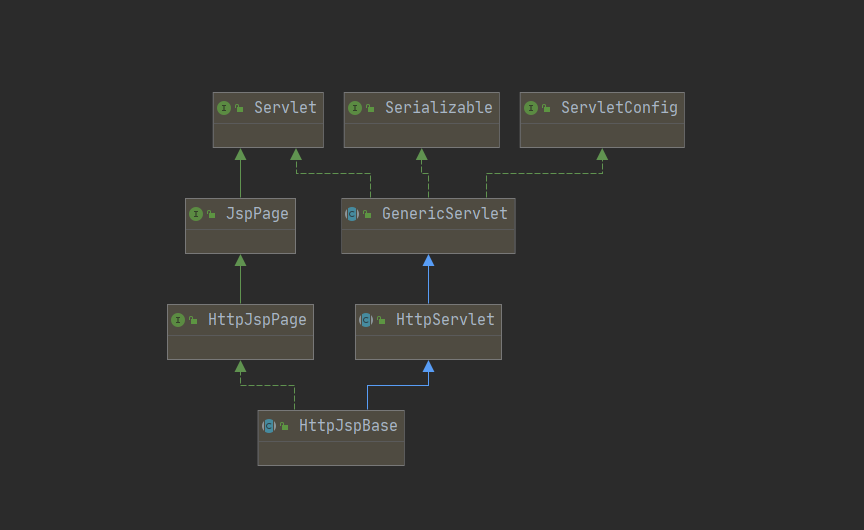 Servlet
Serializable
ServletConfig
JspPage
GenericServlet
HttpJspPage
HttpServlet
HttpJspBase